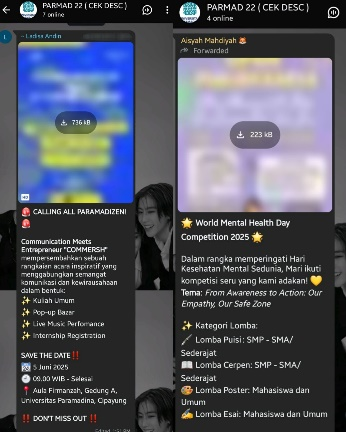 PARMAD 22 ( CEK DESC )
7 online
~ Ladisa Andin
736 kB
HD
🚨 CALLING ALL PARAMADIZEN!
🚨
Communication Meets
Entrepreneur "COMMERSH"
mempersembahkan sebuah
rangkaian acara inspiratif yang
menggabungkan semangat
komunikasi dan kewirausahaan
dalam bentuk:
✨ Kuliah Umum
✨ Pop-up Bazar
✨ Live Music Perfomance
✨ Internship Registration
SAVE THE DATE‼️
📆 5 Juni 2025
🕘 09.00 WIB - Selesai
📍 Aula Firmanzah, Gedung A,
Universitas Paramadina, Cipayung
‼️ DON'T MISS OUT ‼️
PARMAD 22 ( CEK DESC )
4 online
Aisyah Mahdiyah
Forwarded
223 kB
🌟 World Mental Health Day
Competition 2025 🌟
Dalam rangka memperingati Hari
Kesehatan Mental Sedunia, Mari ikuti
kompetisi seru yang kami adakan! 💛
Tema: From Awareness to Action: Our
Empathy, Our Safe Zone
✨ Kategori Lomba:
🖌️ Lomba Puisi: SMP - SMA/
Sederajat
📖 Lomba Cerpen: SMP - SMA/
Sederajat
🎨 Lomba Poster: Mahasiswa dan
Umum
✍️ Lomba Esai: Mahasiswa dan Umum